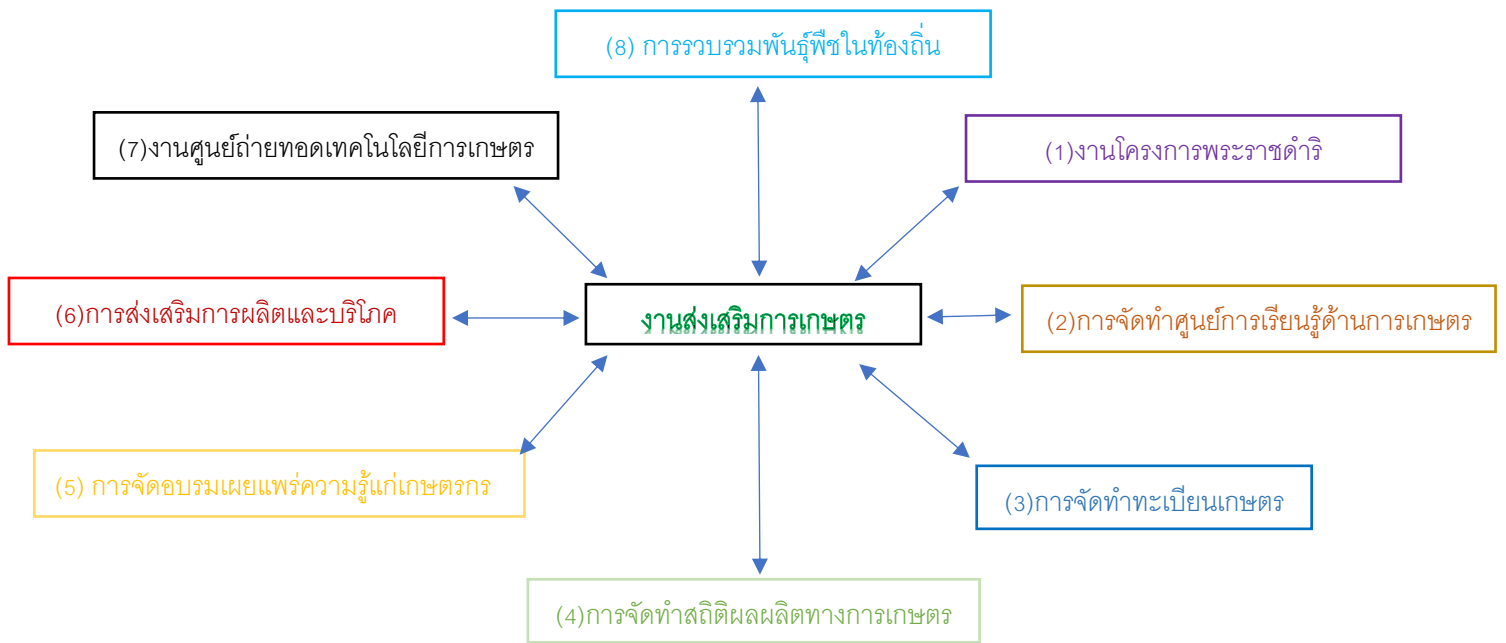 (8) การรวบรวมพันธุ์พืชในท้องถิ่น
(7)งานศูนย์ถ่ายทอดเทคโนโลยีการเกษตร
(1)งานโครงการพระราชดำริ
(6)การส่งเสริมการผลิตและบริโภค
งานส่งเสริมการเกษตร
(2)การจัดทำศูนย์การเรียนรู้ด้านการเกษตร
(5) การจัดอบรมเผยแพร่ความรู้แก่เกษตรกร
(3)การจัดทำทะเบียนเกษตร
(4)การจัดทำสถิติผลผลิตทางการเกษตร